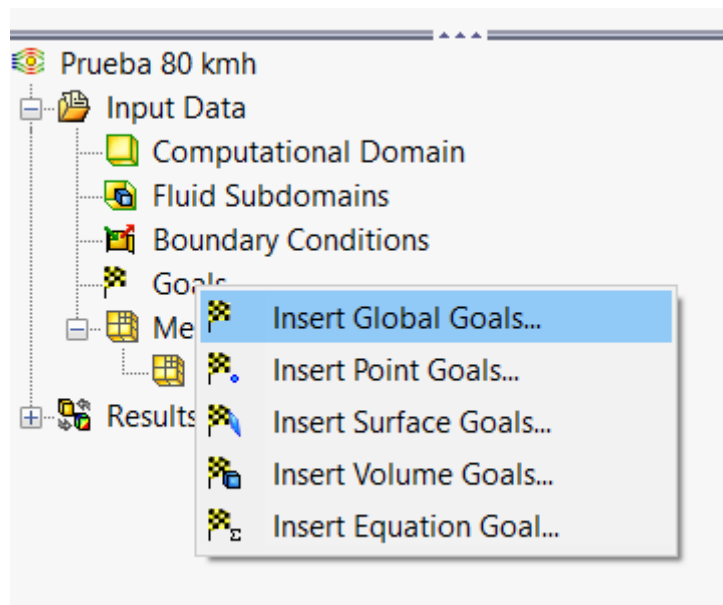 Prueba 80 kmh
Input Data
Computational Domain
Fluid Subdomains
Boundary Conditions
Goals
Insert Global Goals...
Me
Insert Point Goals...
Results
Insert Surface Goals...
Insert Volume Goals...
Insert Equation Goal...